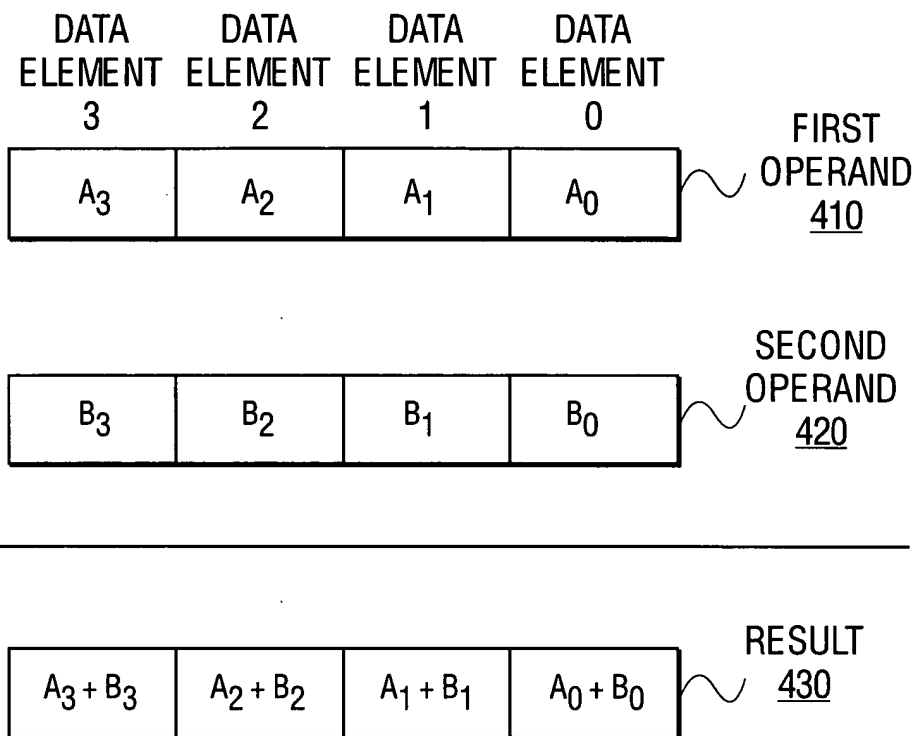 DATA DATA DATA DATA
ELEMENT ELEMENT ELEMENT ELEMENT
3 2 1 0
FIRST
OPERAND
410
A3 A2 A1 A0
SECOND
OPERAND
420
B3 B2 B1 B0
RESULT
430
A3 + B3 A2 + B2 A1 + B1 A0 + B0